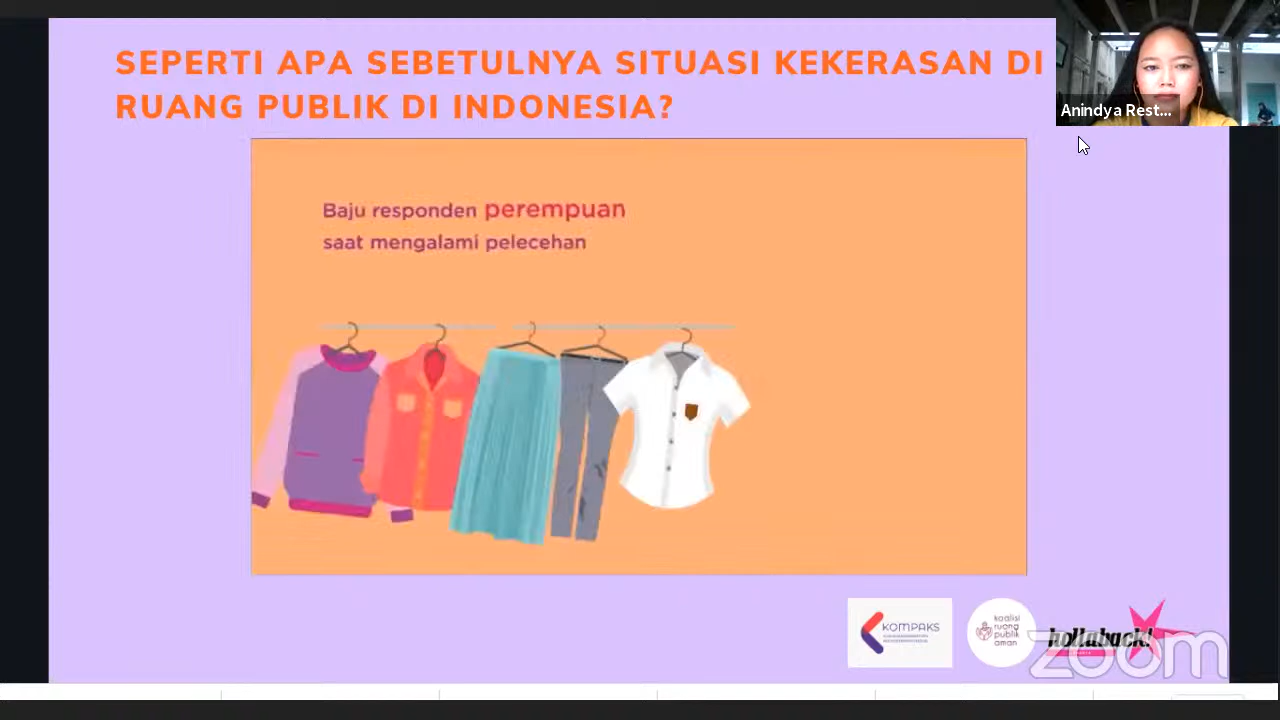 SEPERTI APA SEBETULNYA SITUASI KEKERASAN DI
RUANG PUBLIK DI INDONESIA?
Anindya Rest...
Baju responden perempuan
saat mengalami pelecehan
KOMPAKS
koalisi
ruang
publik
aman
hollaback!
zoom